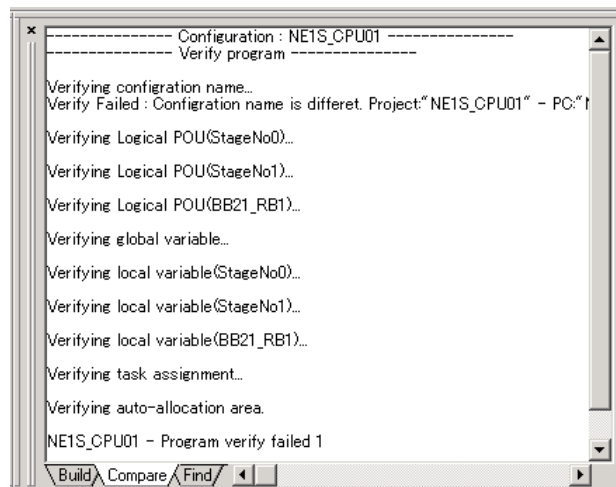 --------------- Configuration : NE1S_CPU01 ---------------
--------------- Verify program ---------------
Verifying configration name...
Verify Failed : Configration name is differet. Project:"NE1S_CPU01" - PC:"
Verifying Logical POU(StageNo0)...
Verifying Logical POU(StageNo1)...
Verifying Logical POU(BB21_RB1)...
Verifying global variable...
Verifying local variable(StageNo0)...
Verifying local variable(StageNo1)...
Verifying local variable(BB21_RB1)...
Verifying task assignment...
Verifying auto-allocation area.
NE1S_CPU01 - Program verify failed 1
Build Compare Find